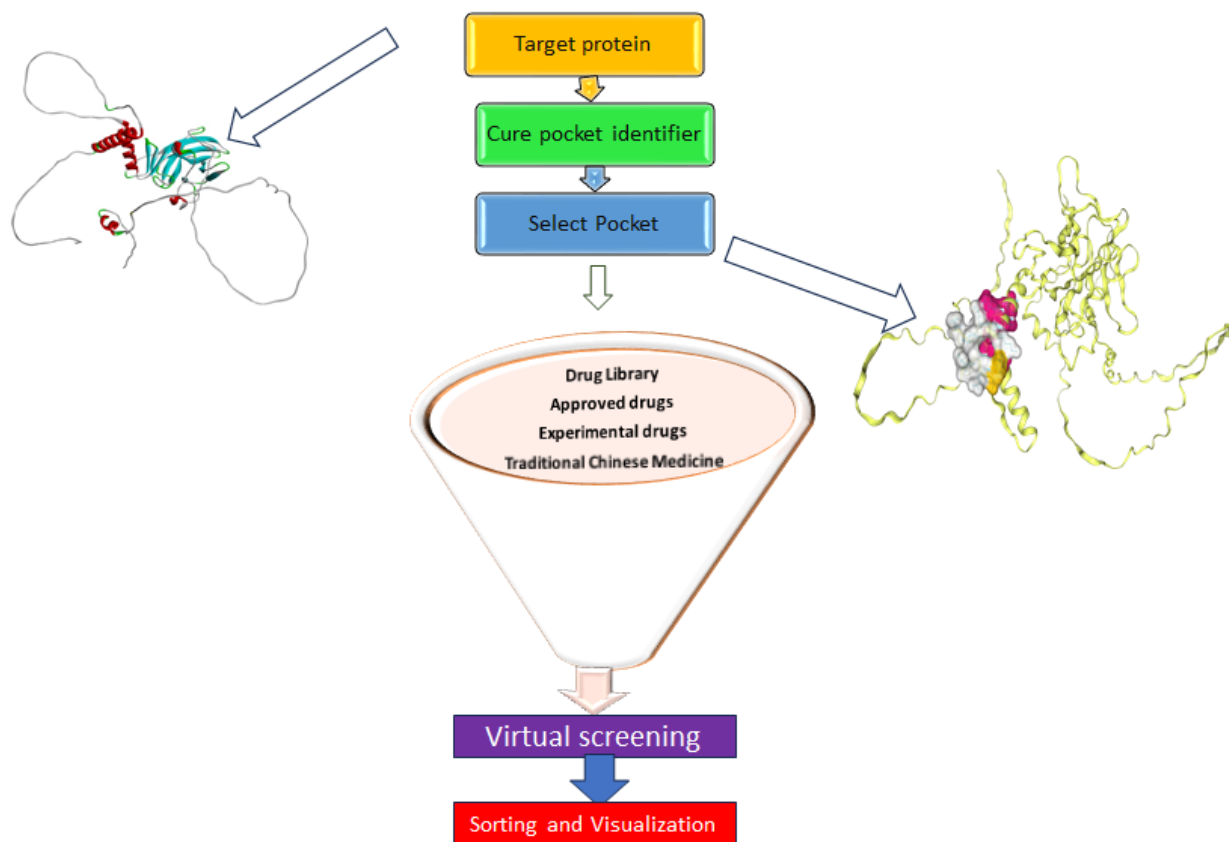 Target protein
Cure pocket identifier
Select Pocket
Drug Library
Approved drugs
Experimental drugs
Traditional Chinese Medicine
Virtual screening
Sorting and Visualization